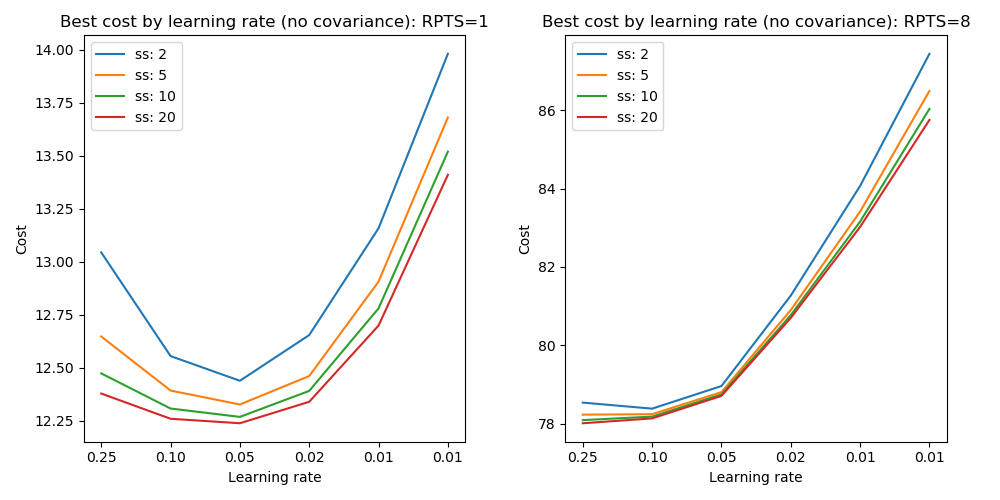 Best cost by learning rate (no covariance): RPTS=1
ss: 2
ss: 5
ss: 10
ss: 20
14.00
13.75
13.50
13.25
13.00
12.75
12.50
12.25
Cost
0.25 0.10 0.05 0.02 0.01 0.01
Learning rate
Best cost by learning rate (no covariance): RPTS=8
ss: 2
ss: 5
ss: 10
ss: 20
86
84
82
80
78
Cost
0.25 0.10 0.05 0.02 0.01 0.01
Learning rate